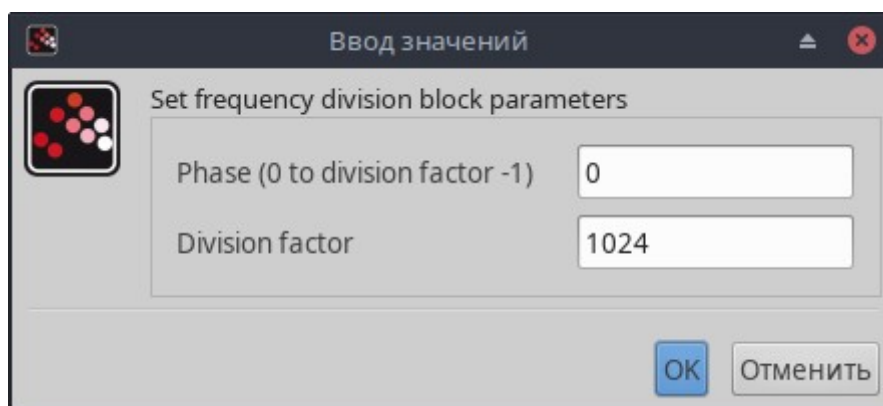 Ввод значений
Set frequency division block parameters
Phase (0 to division factor -1) 0
Division factor 1024
OK Отменить